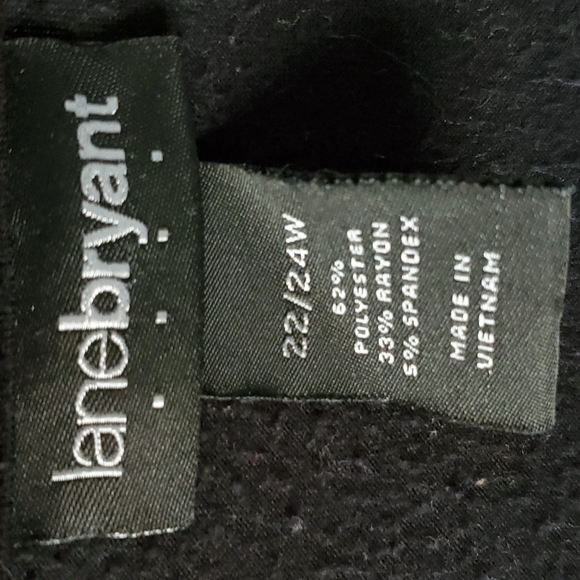 lanebryant
22/24W
62%
POLYESTER
33% RAYON
5% SPANDEX
MADE IN
VIETNAM